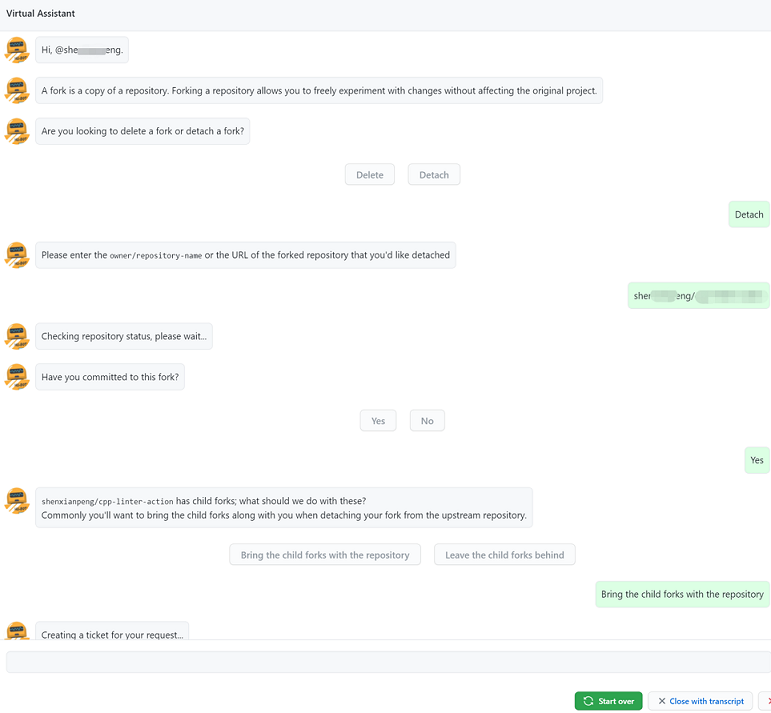 Virtual Assistant
Hi, @she eng.
A fork is a copy of a repository. Forking a repository allows you to freely experiment with changes without affecting the original project.
Are you looking to delete a fork or detach a fork?
Delete Detach
Detach
Please enter the owner/repository-name or the URL of the forked repository that you'd like detached
shen eng/
Checking repository status, please wait...
Have you committed to this fork?
Yes No
Yes
shenxianpeng/cpp-linter-action has child forks; what should we do with these?
Commonly you'll want to bring the child forks along with you when detaching your fork from the upstream repository.
Bring the child forks with the repository Leave the child forks behind
Bring the child forks with the repository
Creating a ticket for your request...
Start over Close with transcript